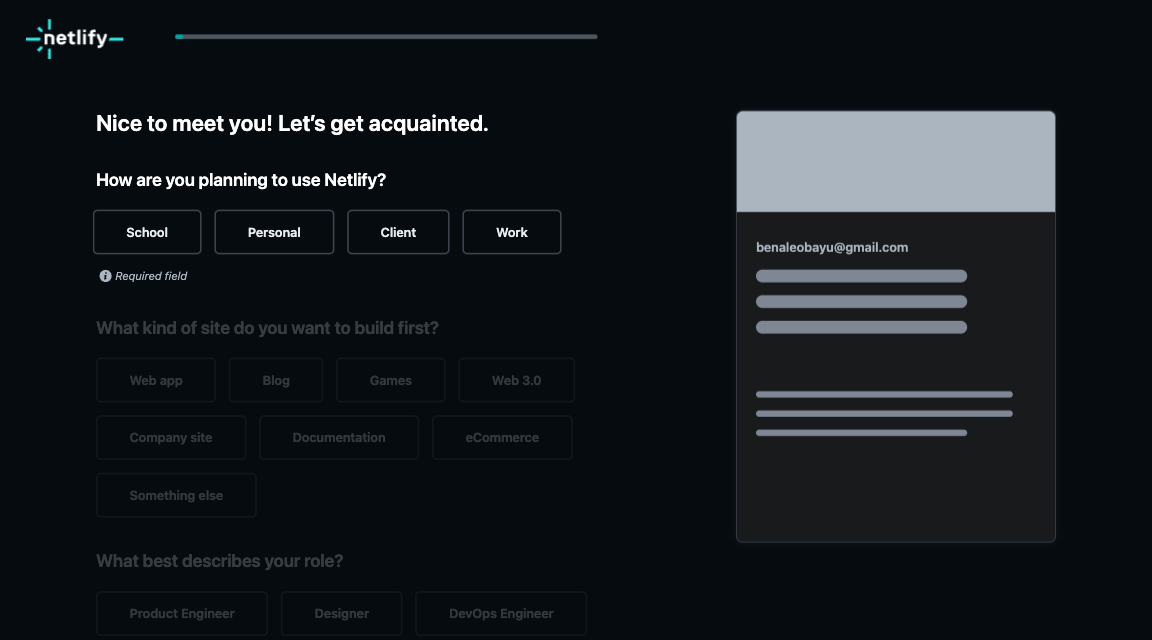 netlify
Nice to meet you! Let's get acquainted.
How are you planning to use Netlify?
School Personal Client Work
Required field
What kind of site do you want to build first?
Web app Blog Games Web 3.0
Company site Documentation eCommerce
Something else
What best describes your role?
Product Engineer Designer DevOps Engineer
benaleobayu@gmail.com